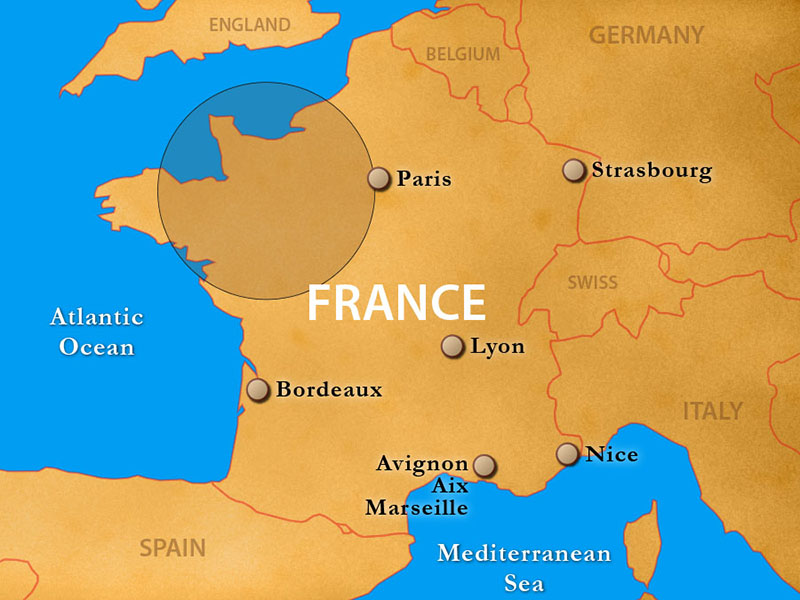 ENGLAND
BELGIUM
GERMANY
Paris
Strasbourg
SWISS
FRANCE
Atlantic
Ocean
Lyon
Bordeaux
ITALY
Avignon
Aix
Marseille
Nice
SPAIN
Mediterranean
Sea